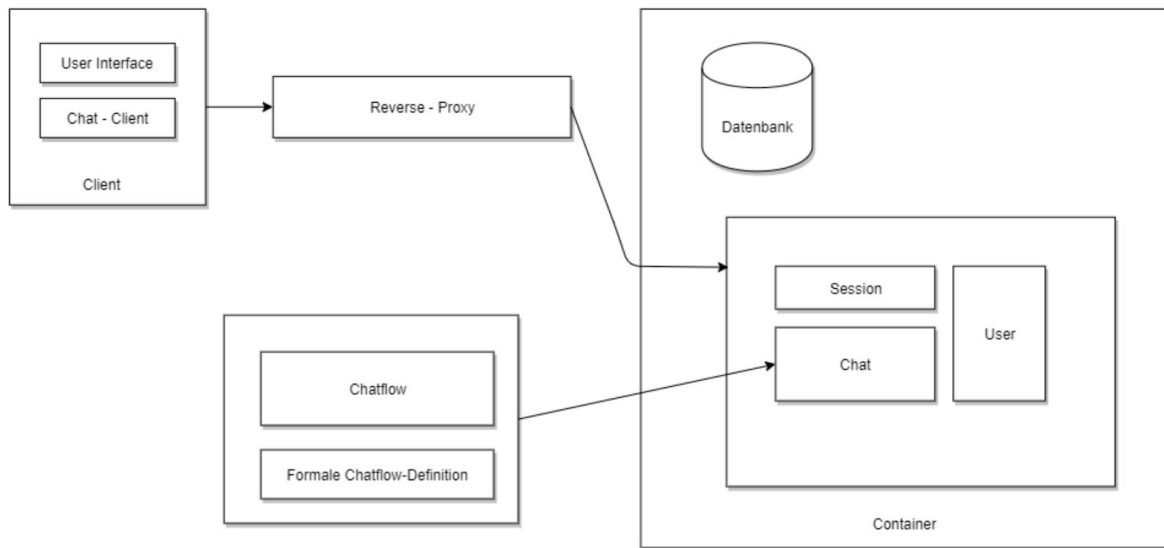 User Interface
Chat - Client
Client
Reverse - Proxy
Datenbank
Session
User
Chat
Chatflow
Formale Chatflow-Definition
Container